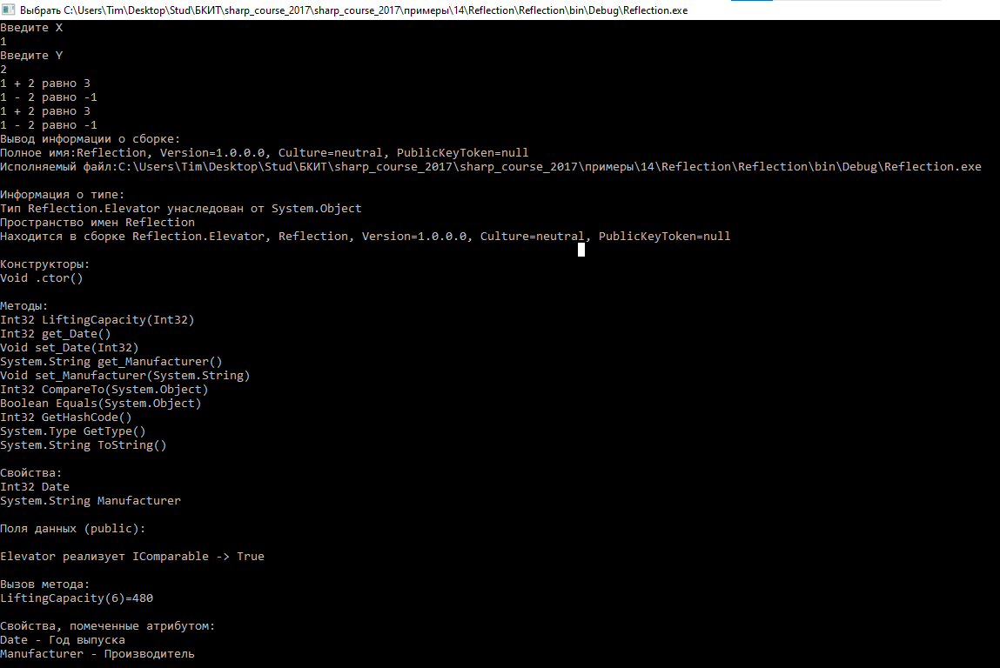 Выбрать C:\Users\Tim\Desktop\Stud\БКИТ\sharp_course_2017\sharp_course_2017\примеры\14\Reflection\Reflection\bin\Debug\Reflection.exe
Введите X
1
Введите Y
2
1 + 2 равно 3
1 - 2 равно -1
1 + 2 равно 3
1 - 2 равно -1
Вывод информации о сборке:
Полное имя:Reflection, Version=1.0.0.0, Culture=neutral, PublicKeyToken=null
Исполняемый файл:C:\Users\Tim\Desktop\Stud\БКИТ\sharp_course_2017\sharp_course_2017\примеры\14\Reflection\Reflection\bin\Debug\Reflection.exe
Информация о типе:
Тип Reflection.Elevator унаследован от System.Object
Пространство имен Reflection
Находится в сборке Reflection.Elevator, Reflection, Version=1.0.0.0, Culture=neutral, PublicKeyToken=null
Конструкторы:
Void .ctor()
Методы:
Int32 LiftingCapacity(Int32)
Int32 get_Date()
Void set_Date(Int32)
System.String get_Manufacturer()
Void set_Manufacturer(System.String)
Int32 CompareTo(System.Object)
Boolean Equals(System.Object)
Int32 GetHashCode()
System.Type GetType()
System.String ToString()
Свойства:
Int32 Date
System.String Manufacturer
Поля данных (public):
Elevator реализует IComparable -> True
Вызов метода:
LiftingCapacity(6)=480
Свойства, помеченные атрибутом:
Date - Год выпуска
Manufacturer - Производитель